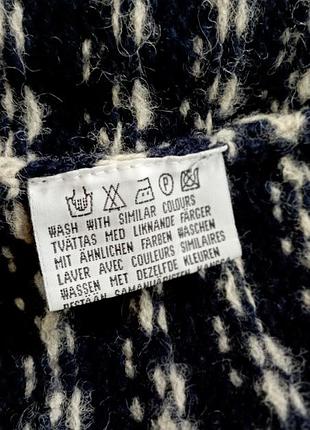 P
WASH WITH SIMILAR COLOURS
TVÄTTAS MED LIKNANDE FÄRGER
MIT ÄHNLICHEN FARBEN WASCHEN
LAVER AVEC COULEURS SIMILAIRES
WASSEN MET DEZELFDE KLEUREN